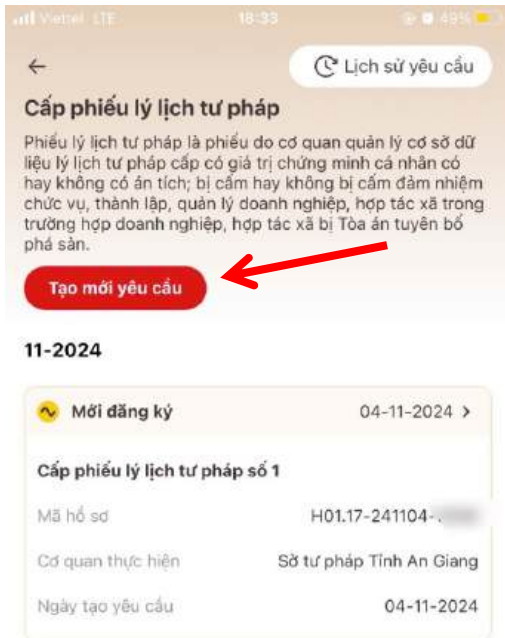 Viettel LTE 18:33 49%
Lịch sử yêu cầu
Cấp phiếu lý lịch tư pháp
Phiếu lý lịch tư pháp là phiếu do cơ quan quản lý cơ sở dữ
liệu lý lịch tư pháp cấp có giá trị chứng minh cá nhân có
hay không có án tích; bị cấm hay không bị cấm đảm nhiệm
chức vụ, thành lập, quản lý doanh nghiệp, hợp tác xã trong
trường hợp doanh nghiệp, hợp tác xã bị Tòa án tuyên bố
phá sản.
Tạo mới yêu cầu
11-2024
Mới đăng ký 04-11-2024
Cấp phiếu lý lịch tư pháp số 1
Mã hồ sơ H01.17-241104-
Cơ quan thực hiện Sở tư pháp Tỉnh An Giang
Ngày tạo yêu cầu 04-11-2024